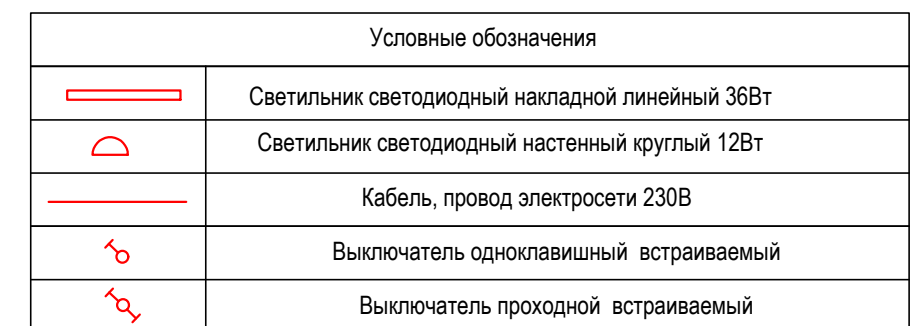 Условные обозначения
Светильник светодиодный накладной линейный 36Вт
Светильник светодиодный настенный круглый 12Вт
Кабель, провод электросети 230В
Выключатель одноклавишный встраиваемый
Выключатель проходной встраиваемый